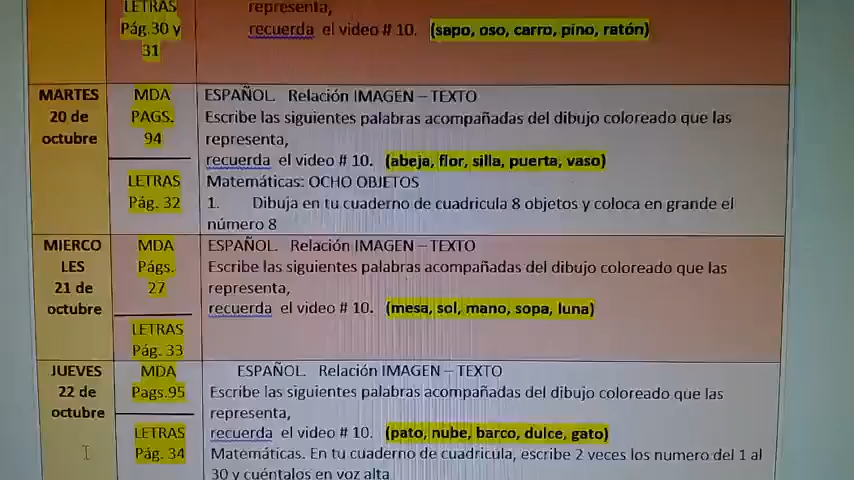 LETRAS
Pág.30 y
31
representa,
recuerda el video # 10. (sapo, oso, carro, pino, ratón)
MARTES
20 de
octubre
MDA
PAGS.
94
LETRAS
Pág. 32
ESPAÑOL. Relación IMAGEN – TEXTO
Escribe las siguientes palabras acompañadas del dibujo coloreado que las
representa,
recuerda el video # 10. (abeja, flor, silla, puerta, vaso)
Matemáticas: OCHO OBJETOS
1. Dibuja en tu cuaderno de cuadricula 8 objetos y coloca en grande el
número 8
MIERCO
LES
21 de
octubre
MDA
Págs.
27
LETRAS
Pág. 33
ESPAÑOL. Relación IMAGEN – TEXTO
Escribe las siguientes palabras acompañadas del dibujo coloreado que las
representa,
recuerda el video # 10. (mesa, sol, mano, sopa, luna)
JUEVES
22 de
octubre
MDA
Pags.95
LETRAS
Pág. 34
ESPAÑOL. Relación IMAGEN – TEXTO
Escribe las siguientes palabras acompañadas del dibujo coloreado que las
representa,
recuerda el video # 10. (pato, nube, barco, dulce, gato)
Matemáticas. En tu cuaderno de cuadricula, escribe 2 veces los numero del 1 al
30 y cuéntalos en voz alta